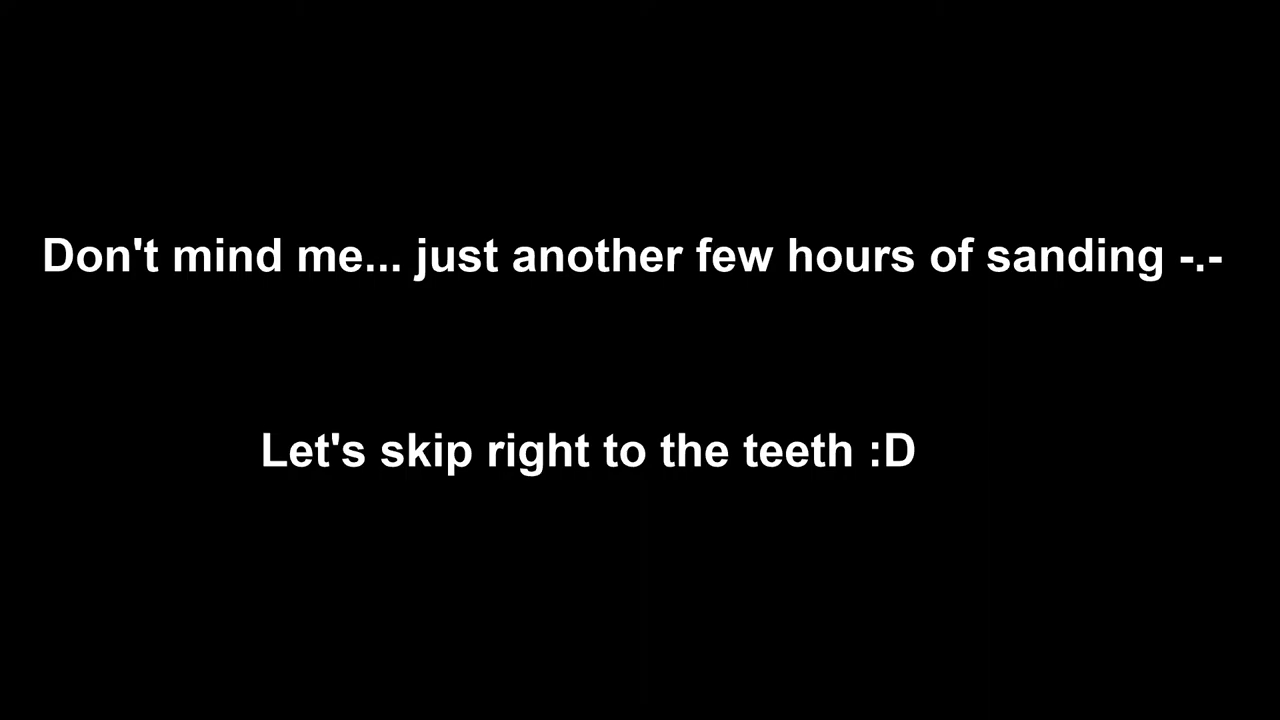 Don't mind me... just another few hours of sanding -.-
Let's skip right to the teeth :D